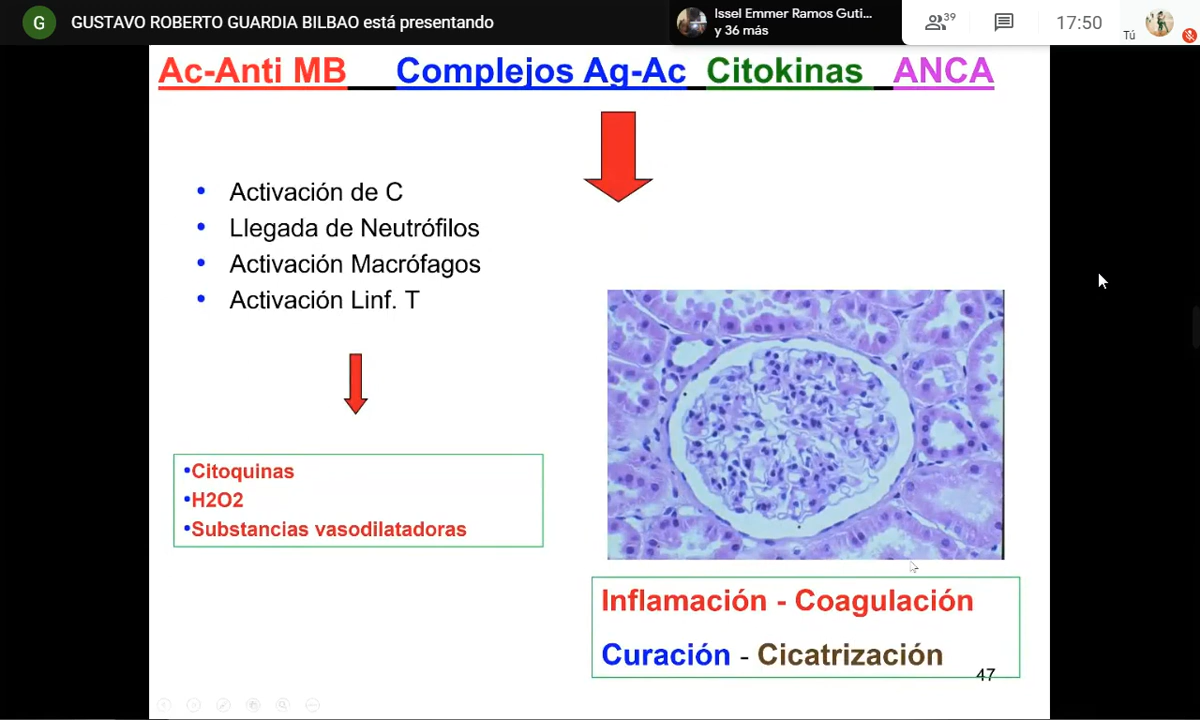 G GUSTAVO ROBERTO GUARDIA BILBAO está presentando
Issel Emmer Ramos Guti...
y 36 más
39
17:50
Tú
Ac-Anti MB Complejos Ag-Ac Citokinas ANCA
• Activación de C
• Llegada de Neutrófilos
• Activación Macrófagos
• Activación Linf. T
•Citoquinas
•H2O2
•Substancias vasodilatadoras
Inflamación - Coagulación
Curación - Cicatrización
47